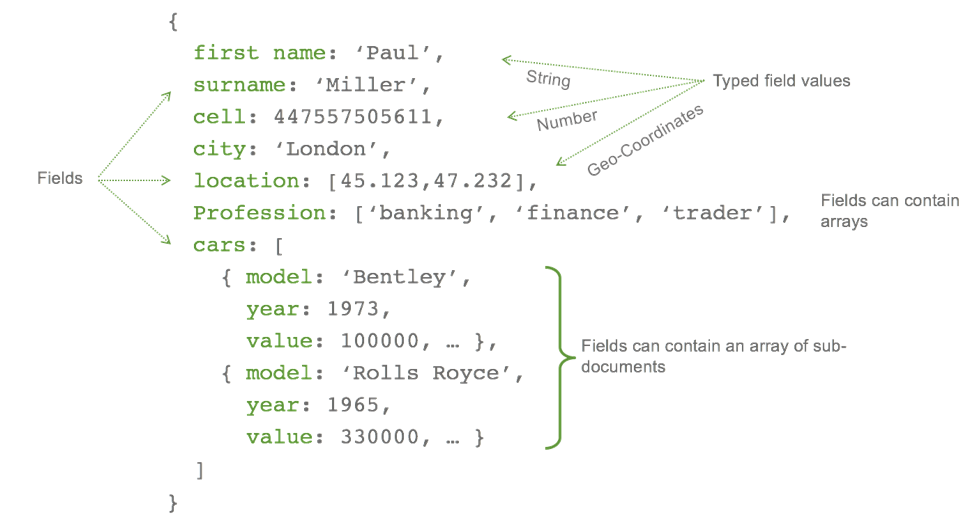 {
first name: ‘Paul’,
surname: ‘Miller’,
cell: 447557505611,
city: ‘London’,
location: [45.123,47.232],
Profession: [‘banking’, ‘finance’, ‘trader’],
cars: [
{ model: ‘Bentley’,
year: 1973,
value: 100000, … },
{ model: ‘Rolls Royce’,
year: 1965,
value: 330000, … }
]
}
Fields
String
Number
Geo-Coordinates
Typed field values
Fields can contain
arrays
Fields can contain an array of sub-
documents